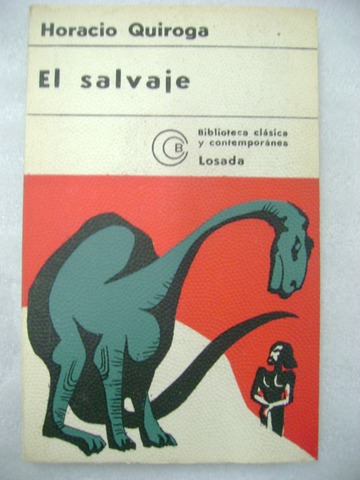 Horacio Quiroga
El salvaje
B
Biblioteca clásica
y contemporánea
Losada